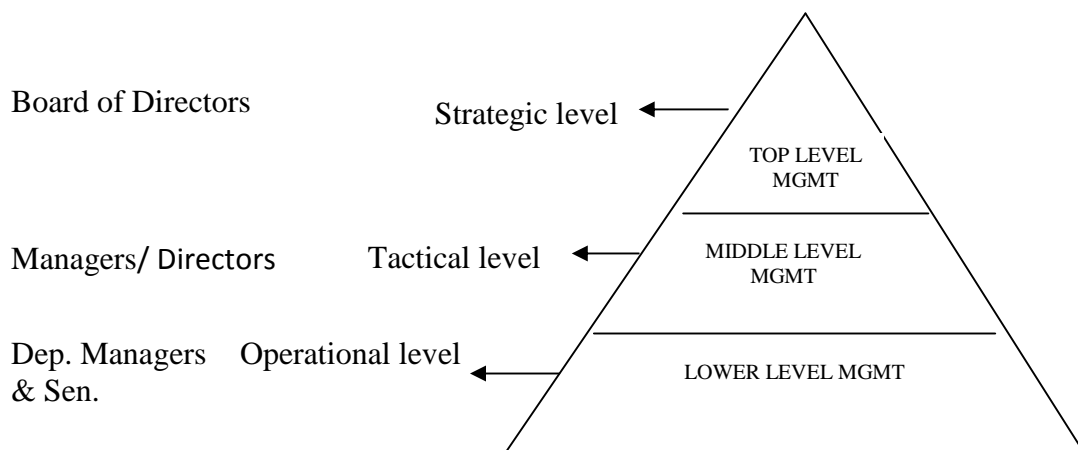 Board of Directors
Strategic level
TOP LEVEL
MGMT
Managers/ Directors
Tactical level
MIDDLE LEVEL
MGMT
Dep. Managers
& Sen.
Operational level
LOWER LEVEL MGMT